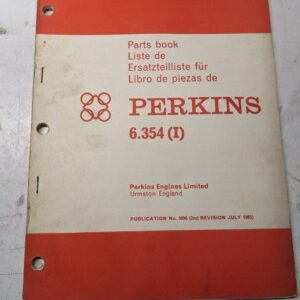 Parts book
Liste de
Ersatzteilliste für
Libro de piezas de
PERKINS
6.354 (I)
Perkins Engines Limited
Urmston England
PUBLICATION No. (2nd REVISION JULY